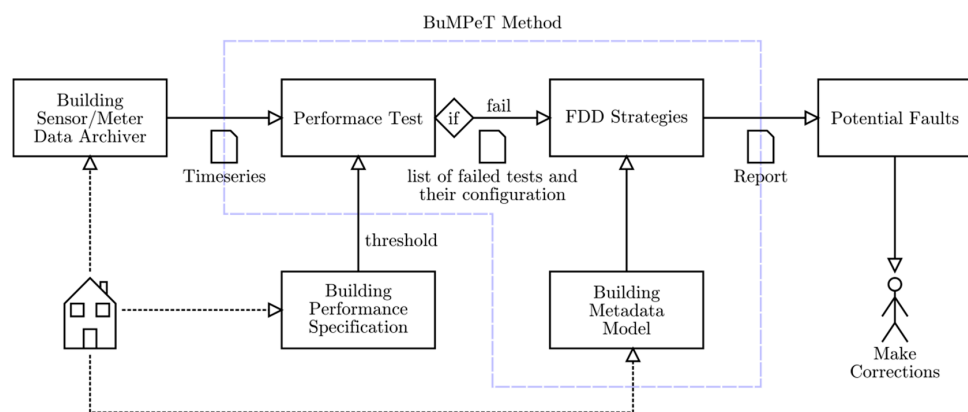 BuMPeT Method
Building
Sensor/Meter
Data Archiver
Performace Test
if
fail
FDD Strategies
Potential Faults
Timeseries
list of failed tests and
their configuration
Report
threshold
Building
Performance
Specification
Building
Metadata
Model
Make
Corrections